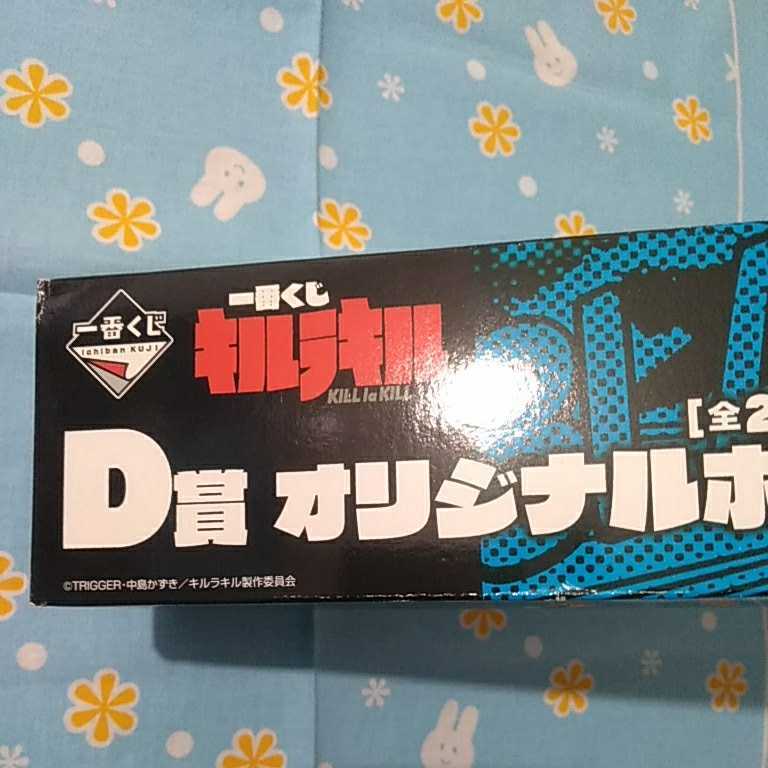 一番くじ
ichiban KUJI
一番くじ
キルラキル
KILL la KILL
[全2
D賞 オリジナルボ
©TRIGGER・中島かずき／キルラキル製作委員会